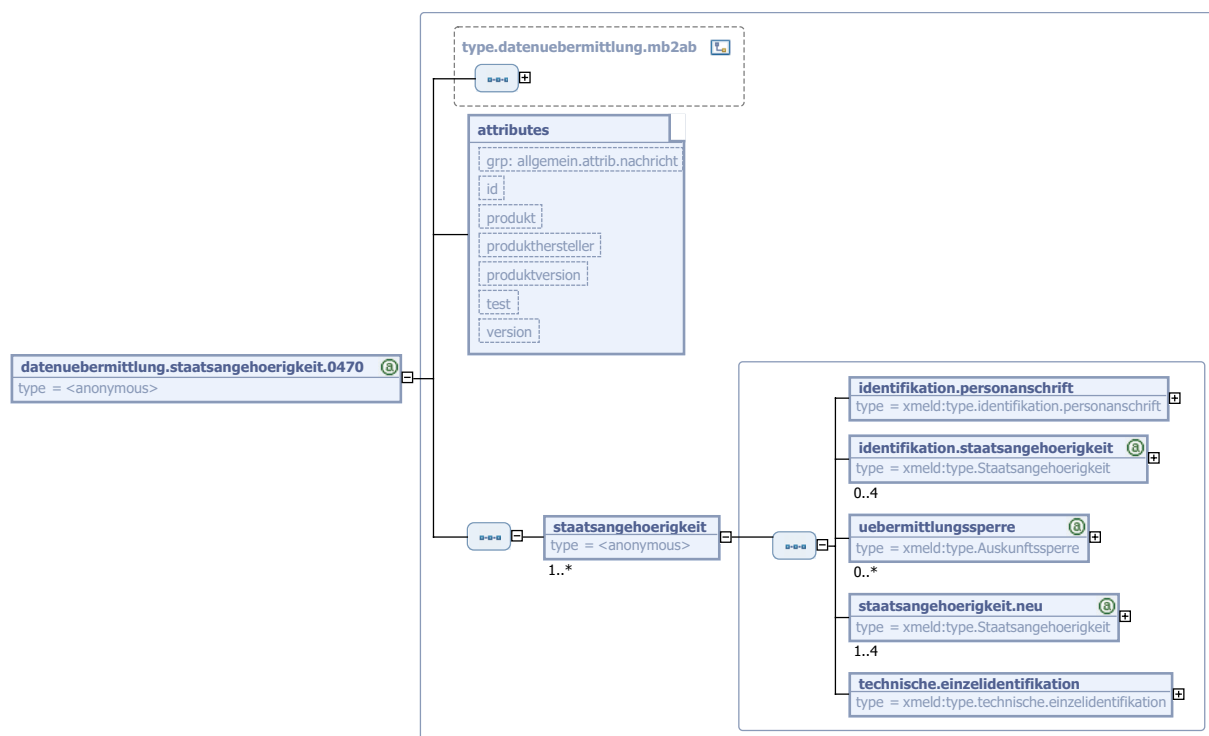 type.datenuebermittlung.mb2ab
attributes
grp: allgemein.attrib.nachricht
id
produkt
produkthersteller
produktversion
test
version
datenuebermittlung.staatsangehoerigkeit.0470 a
type = <anonymous>
staatsangehoerigkeit
type = <anonymous>
1..*
identifikation.personanschrift
type = xmeld:type.identifikation.personanschrift
identifikation.staatsangehoerigkeit a
type = xmeld:type.Staatsangehoerigkeit
0..4
uebermittlungssperre a
type = xmeld:type.Auskunftssperre
0..*
staatsangehoerigkeit.neu a
type = xmeld:type.Staatsangehoerigkeit
1..4
technische.einzelidentifikation
type = xmeld:type.technische.einzelidentifikation